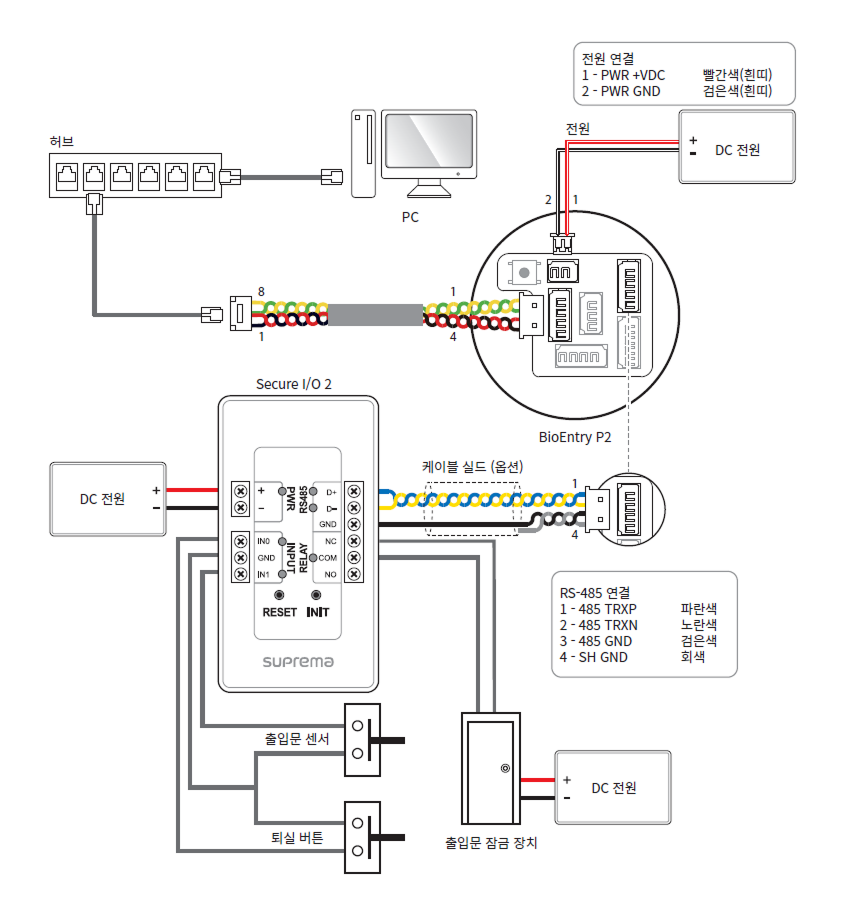 전원 연결
1 - PWR +VDC 빨간색(흰띠)
2 - PWR GND 검은색(흰띠)
허브
전원
+
-
DC 전원
PC
2
1
8
1
1
4
BioEntry P2
Secure I/O 2
DC 전원
+
-
+
-
PWR
RS485
D+
D-
GND
IN0
GND
IN1
INPUT
RELAY
NC
COM
NO
RESET
INIT
suprema
케이블 실드 (옵션)
1
4
RS-485 연결
1 - 485 TRXP 파란색
2 - 485 TRXN 노란색
3 - 485 GND 검은색
4 - SH GND 회색
출입문 센서
퇴실 버튼
출입문 잠금 장치
+
-
DC 전원